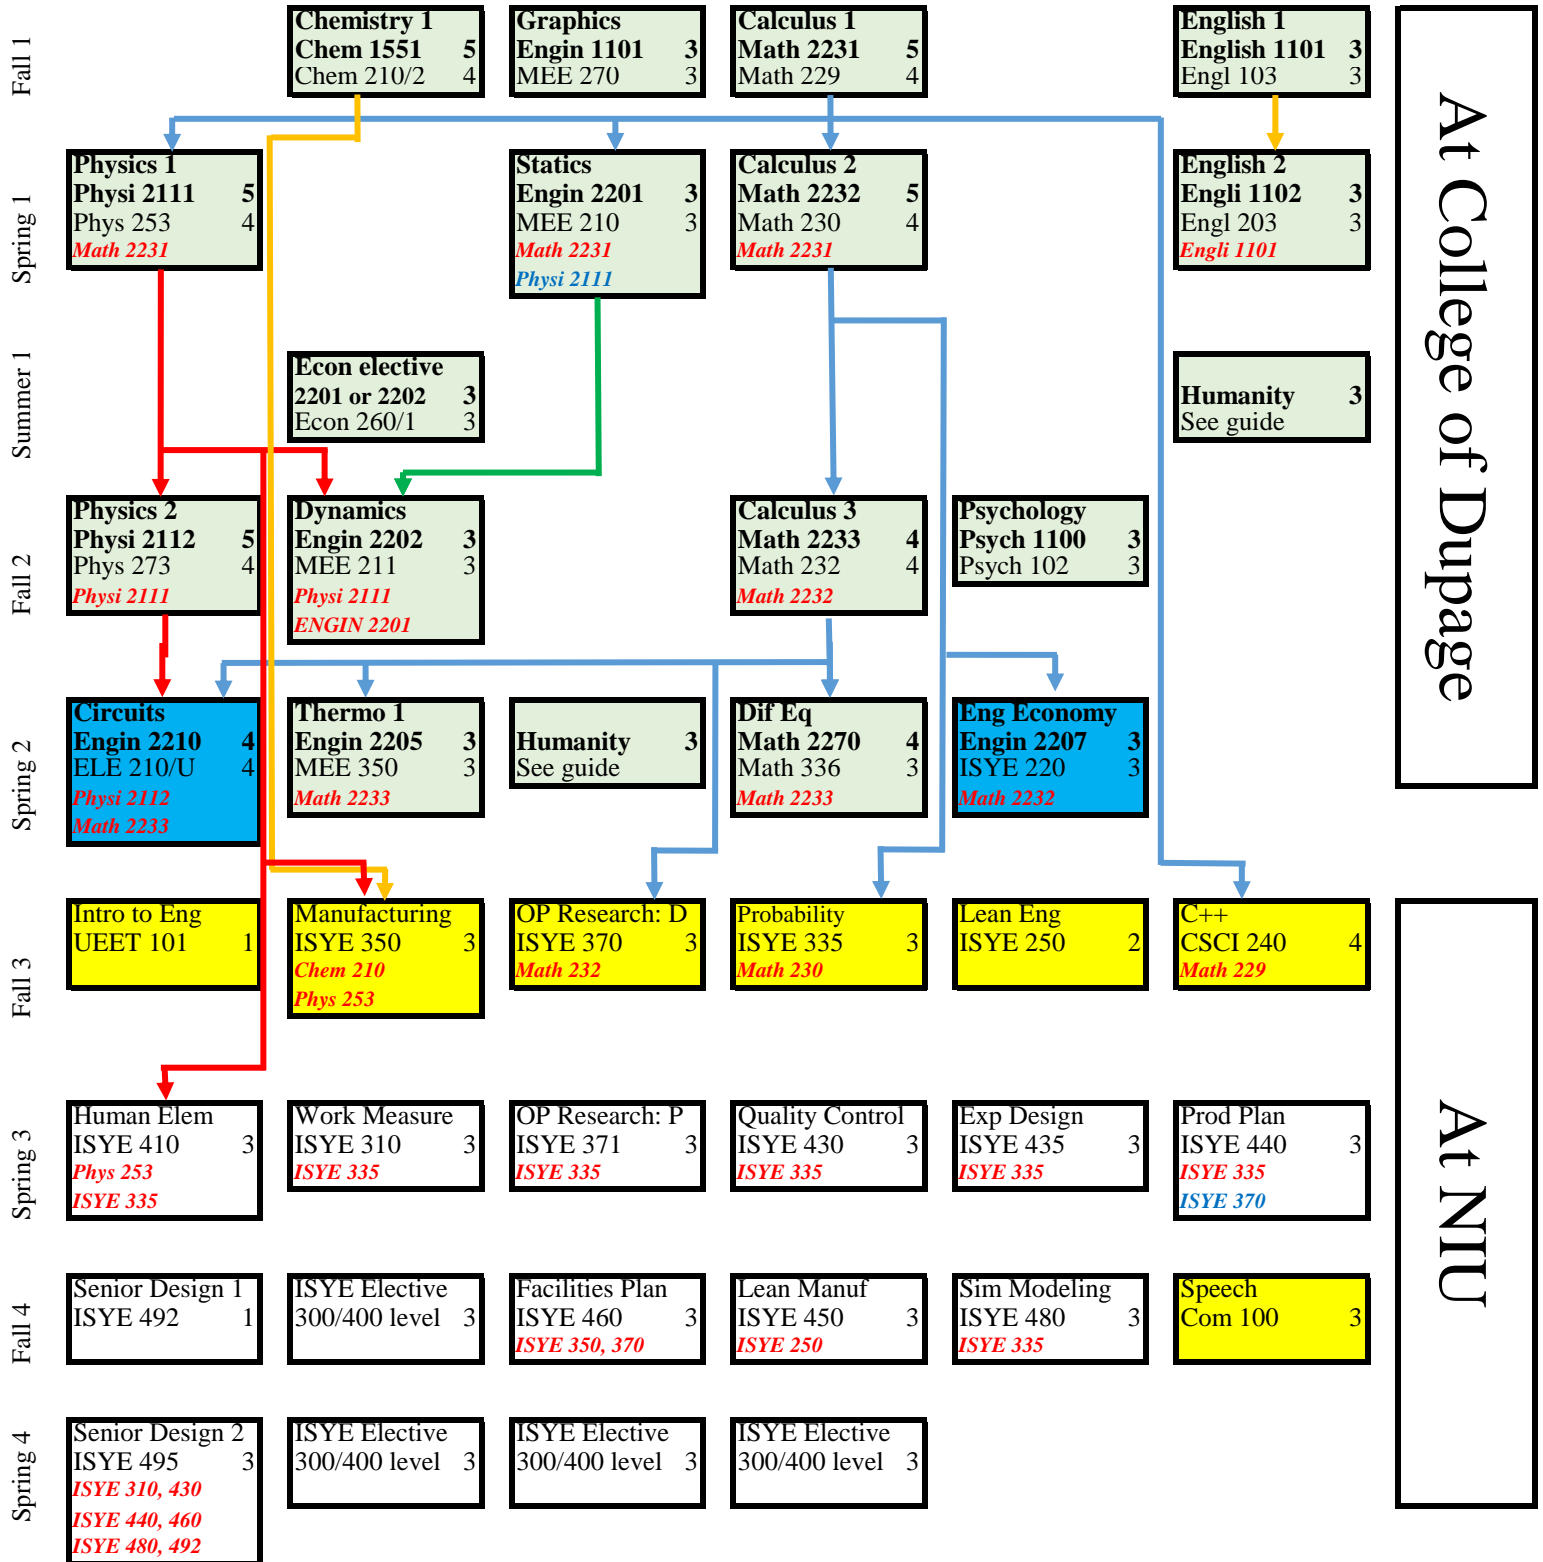 Fall 1
Chemistry 1
Chem 1551 5
Chem 210/2 4
Graphics
Engin 1101 3
MEE 270 3
Calculus 1
Math 2231 5
Math 229 4
English 1
English 1101 3
Engl 103 3
At College of Dupage
Spring 1
Physics 1
Physi 2111 5
Phys 253 4
Math 2231
Statics
Engin 2201 3
MEE 210 3
Math 2231
Physi 2111
Calculus 2
Math 2232 5
Math 230 4
Math 2231
English 2
Engli 1102 3
Engl 203 3
Engli 1101
Summer 1
Econ elective
2201 or 2202 3
Econ 260/1 3
Humanity 3
See guide
Fall 2
Physics 2
Physi 2112 5
Phys 273 4
Physi 2111
Dynamics
Engin 2202 3
MEE 211 3
Physi 2111
ENGIN 2201
Calculus 3
Math 2233 4
Math 232 4
Math 2232
Psychology
Psych 1100 3
Psych 102 3
Spring 2
Circuits
Engin 2210 4
ELE 210/U 4
Physi 2112
Math 2233
Thermo 1
Engin 2205 3
MEE 350 3
Math 2233
Humanity 3
See guide
Dif Eq
Math 2270 4
Math 336 3
Math 2233
Eng Economy
Engin 2207 3
ISYE 220 3
Math 2232
Fall 3
Intro to Eng
UEET 101 1
Manufacturing
ISYE 350 3
Chem 210
Phys 253
OP Research: D
ISYE 370 3
Math 232
Probability
ISYE 335 3
Math 230
Lean Eng
ISYE 250 2
C++
CSCI 240 4
Math 229
At NIU
Spring 3
Human Elem
ISYE 410 3
Phys 253
ISYE 335
Work Measure
ISYE 310 3
ISYE 335
OP Research: P
ISYE 371 3
ISYE 335
Quality Control
ISYE 430 3
ISYE 335
Exp Design
ISYE 435 3
ISYE 335
Prod Plan
ISYE 440 3
ISYE 335
ISYE 370
Fall 4
Senior Design 1
ISYE 492 1
ISYE Elective
300/400 level 3
Facilities Plan
ISYE 460 3
ISYE 350, 370
Lean Manuf
ISYE 450 3
ISYE 250
Sim Modeling
ISYE 480 3
ISYE 335
Speech
Com 100 3
Spring 4
Senior Design 2
ISYE 495 3
ISYE 310, 430
ISYE 440, 460
ISYE 480, 492
ISYE Elective
300/400 level 3
ISYE Elective
300/400 level 3
ISYE Elective
300/400 level 3